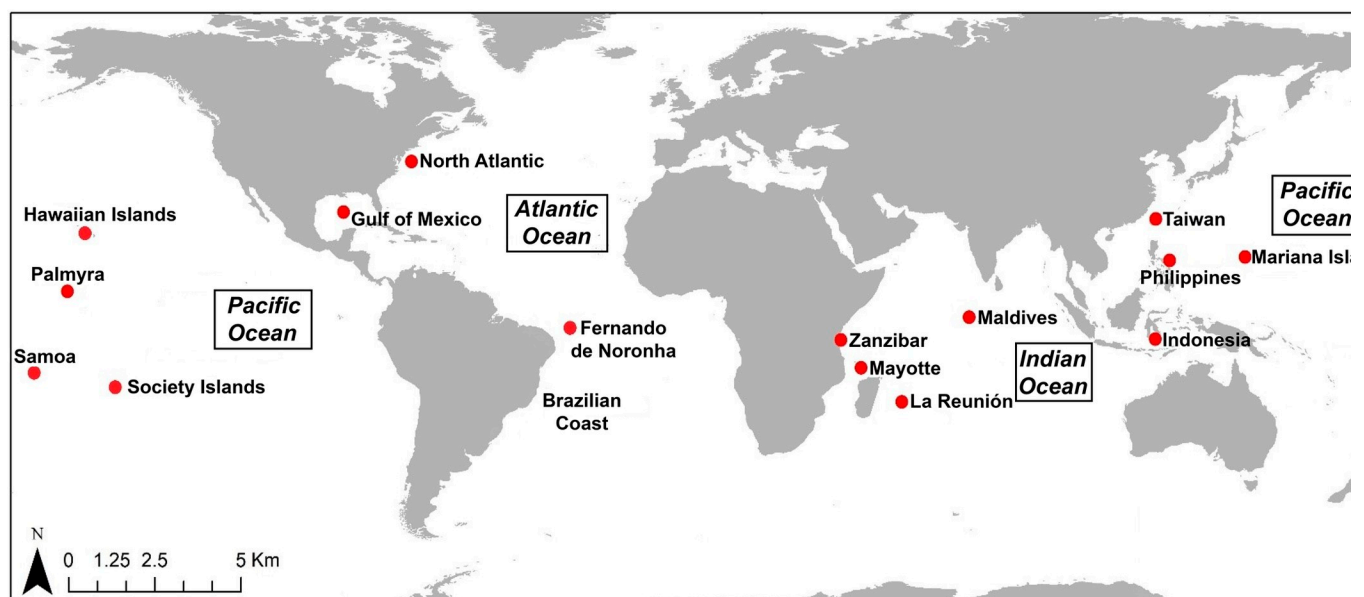 North Atlantic
Gulf of Mexico
Atlantic
Ocean
Hawaiian Islands
Palmyra
Pacific
Ocean
Samoa
Society Islands
Fernando
de Noronha
Brazilian
Coast
Zanzibar
Mayotte
La Reunión
Maldives
Indian
Ocean
Taiwan
Philippines
Indonesia
Pacific
Ocean
Mariana Isla
N
0 1.25 2.5 5 Km